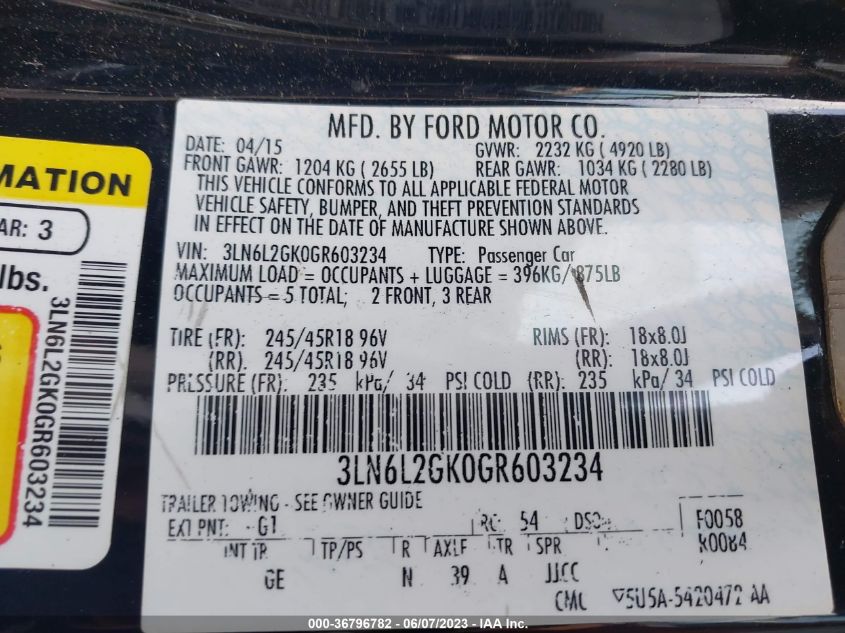 MFD. BY FORD MOTOR CO.
DATE: 04/15 GVWR: 2232 KG ( 4920 LB)
FRONT GAWR: 1204 KG ( 2655 LB) REAR GAWR: 1034 KG ( 2280 LB)
THIS VEHICLE CONFORMS TO ALL APPLICABLE FEDERAL MOTOR
VEHICLE SAFETY, BUMPER, AND THEFT PREVENTION STANDARDS
IN EFFECT ON THE DATE OF MANUFACTURE SHOWN ABOVE.
VIN: 3LN6L2GK0GR603234 TYPE: Passenger Car
MAXIMUM LOAD = OCCUPANTS + LUGGAGE = 396KG/ 875LB
OCCUPANTS = 5 TOTAL; 2 FRONT, 3 REAR
TIRE (FR): 245/45R18 96V RIMS (FR): 18x8.0J
(RR): 245/45R18 96V (RR): 18x8.0J
PRESSURE (FR): 235 kPa/ 34 PSI COLD (RR): 235 kPa/ 34 PSI COLD
3LN6L2GK0GR603234
TRAILER TOWING - SEE OWNER GUIDE
EXT PNT: G1 RC: 54 DSO: F0058
INT TR TP/PS R AXLE TR SPR R0084
GE N 39 A JJCC
CMC 5U5A-5420472 AA
MATION
AR: 3
lbs.
3LN6L2GK0GR603234
000-36796782 - 06/07/2023 - IAA Inc.